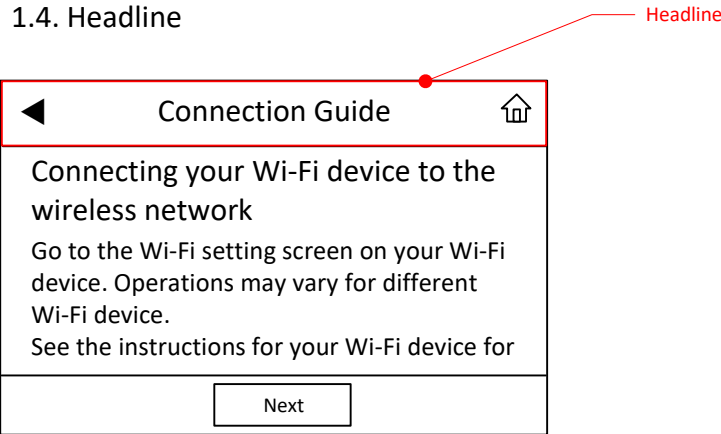 1.4. Headline
Headline
Connection Guide
Connecting your Wi-Fi device to the
wireless network
Go to the Wi-Fi setting screen on your Wi-Fi
device. Operations may vary for different
Wi-Fi device.
See the instructions for your Wi-Fi device for
Next